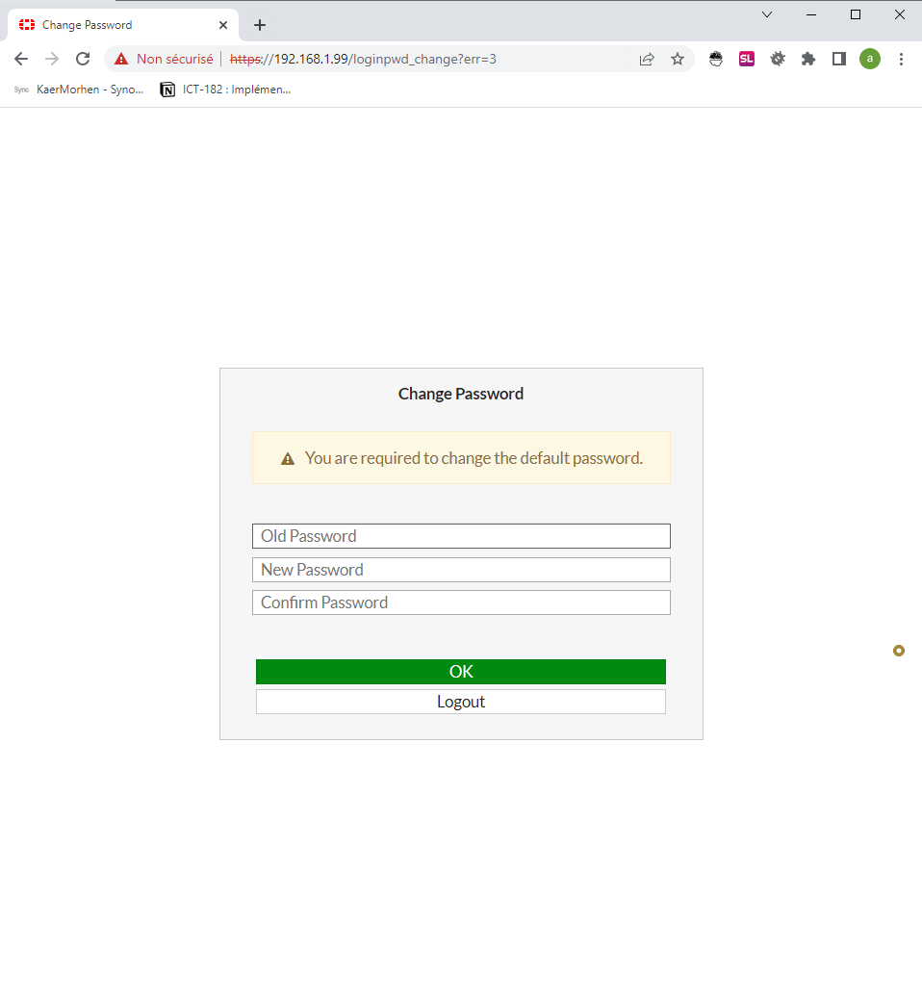 Change Password
Non sécurisé https://192.168.1.99/loginpwd_change?err=3
SL
a
Sync KaerMorhen - Syno...
ICT-182 : Implémen...
Change Password
You are required to change the default password.
Old Password
New Password
Confirm Password
OK
Logout